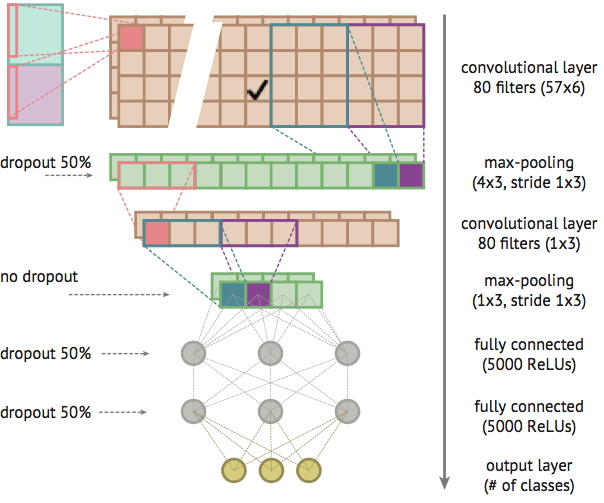 convolutional layer
80 filters (57x6)
dropout 50%
max-pooling
(4x3, stride 1x3)
convolutional layer
80 filters (1x3)
no dropout
max-pooling
(1x3, stride 1x3)
dropout 50%
fully connected
(5000 ReLUs)
dropout 50%
fully connected
(5000 ReLUs)
output layer
(# of classes)